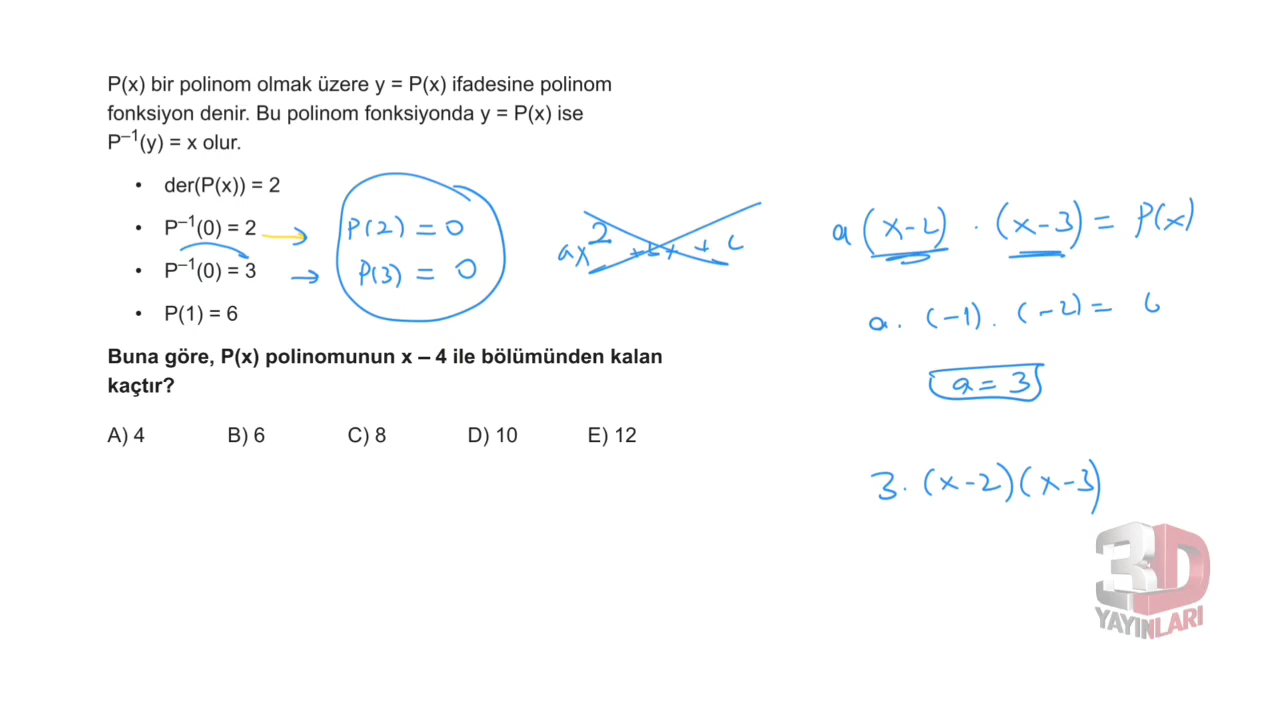 P(x) bir polinom olmak üzere y = P(x) ifadesine polinom
fonksiyon denir. Bu polinom fonksiyonda y = P(x) ise
P⁻¹(y) = x olur.
• der(P(x)) = 2
• P⁻¹(0) = 2
• P⁻¹(0) = 3
• P(1) = 6
Buna göre, P(x) polinomunun x – 4 ile bölümünden kalan
kaçtır?
A) 4 B) 6 C) 8 D) 10 E) 12
P(2) = 0
P(3) = 0
ax² + bx + c
a (x-2) · (x-3) = P(x)
a. (-1) . (-2) = 6
a = 3
3. (x-2)(x-3)
3D
YAYINLARI